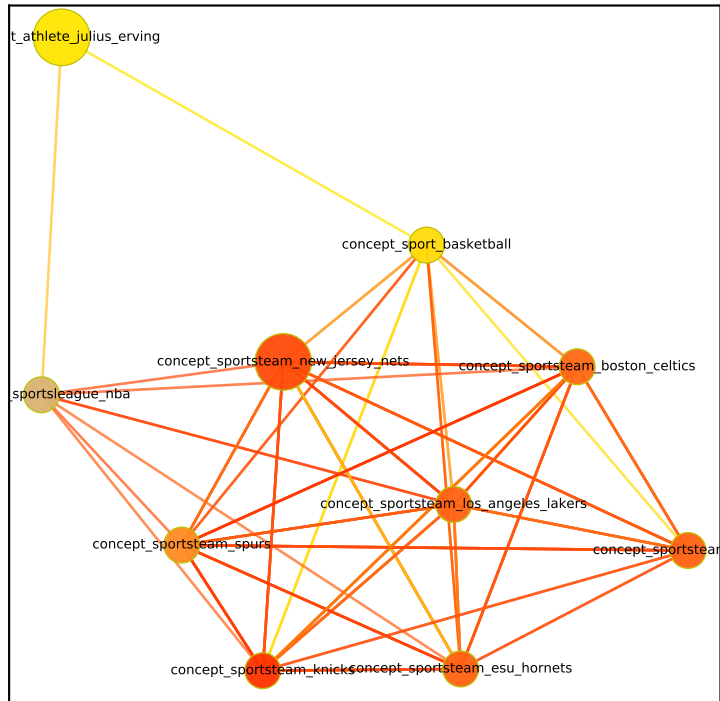 t_athlete_julius_erving
concept_sport_basketball
concept_sportsteam_new_jersey_nets
concept_sportsteam_boston_celtics
_sportsleague_nba
concept_sportsteam_los_angeles_lakers
concept_sportsteam_spurs
concept_sportsteam
concept_sportsteam_knicks
concept_sportsteam_esu_hornets